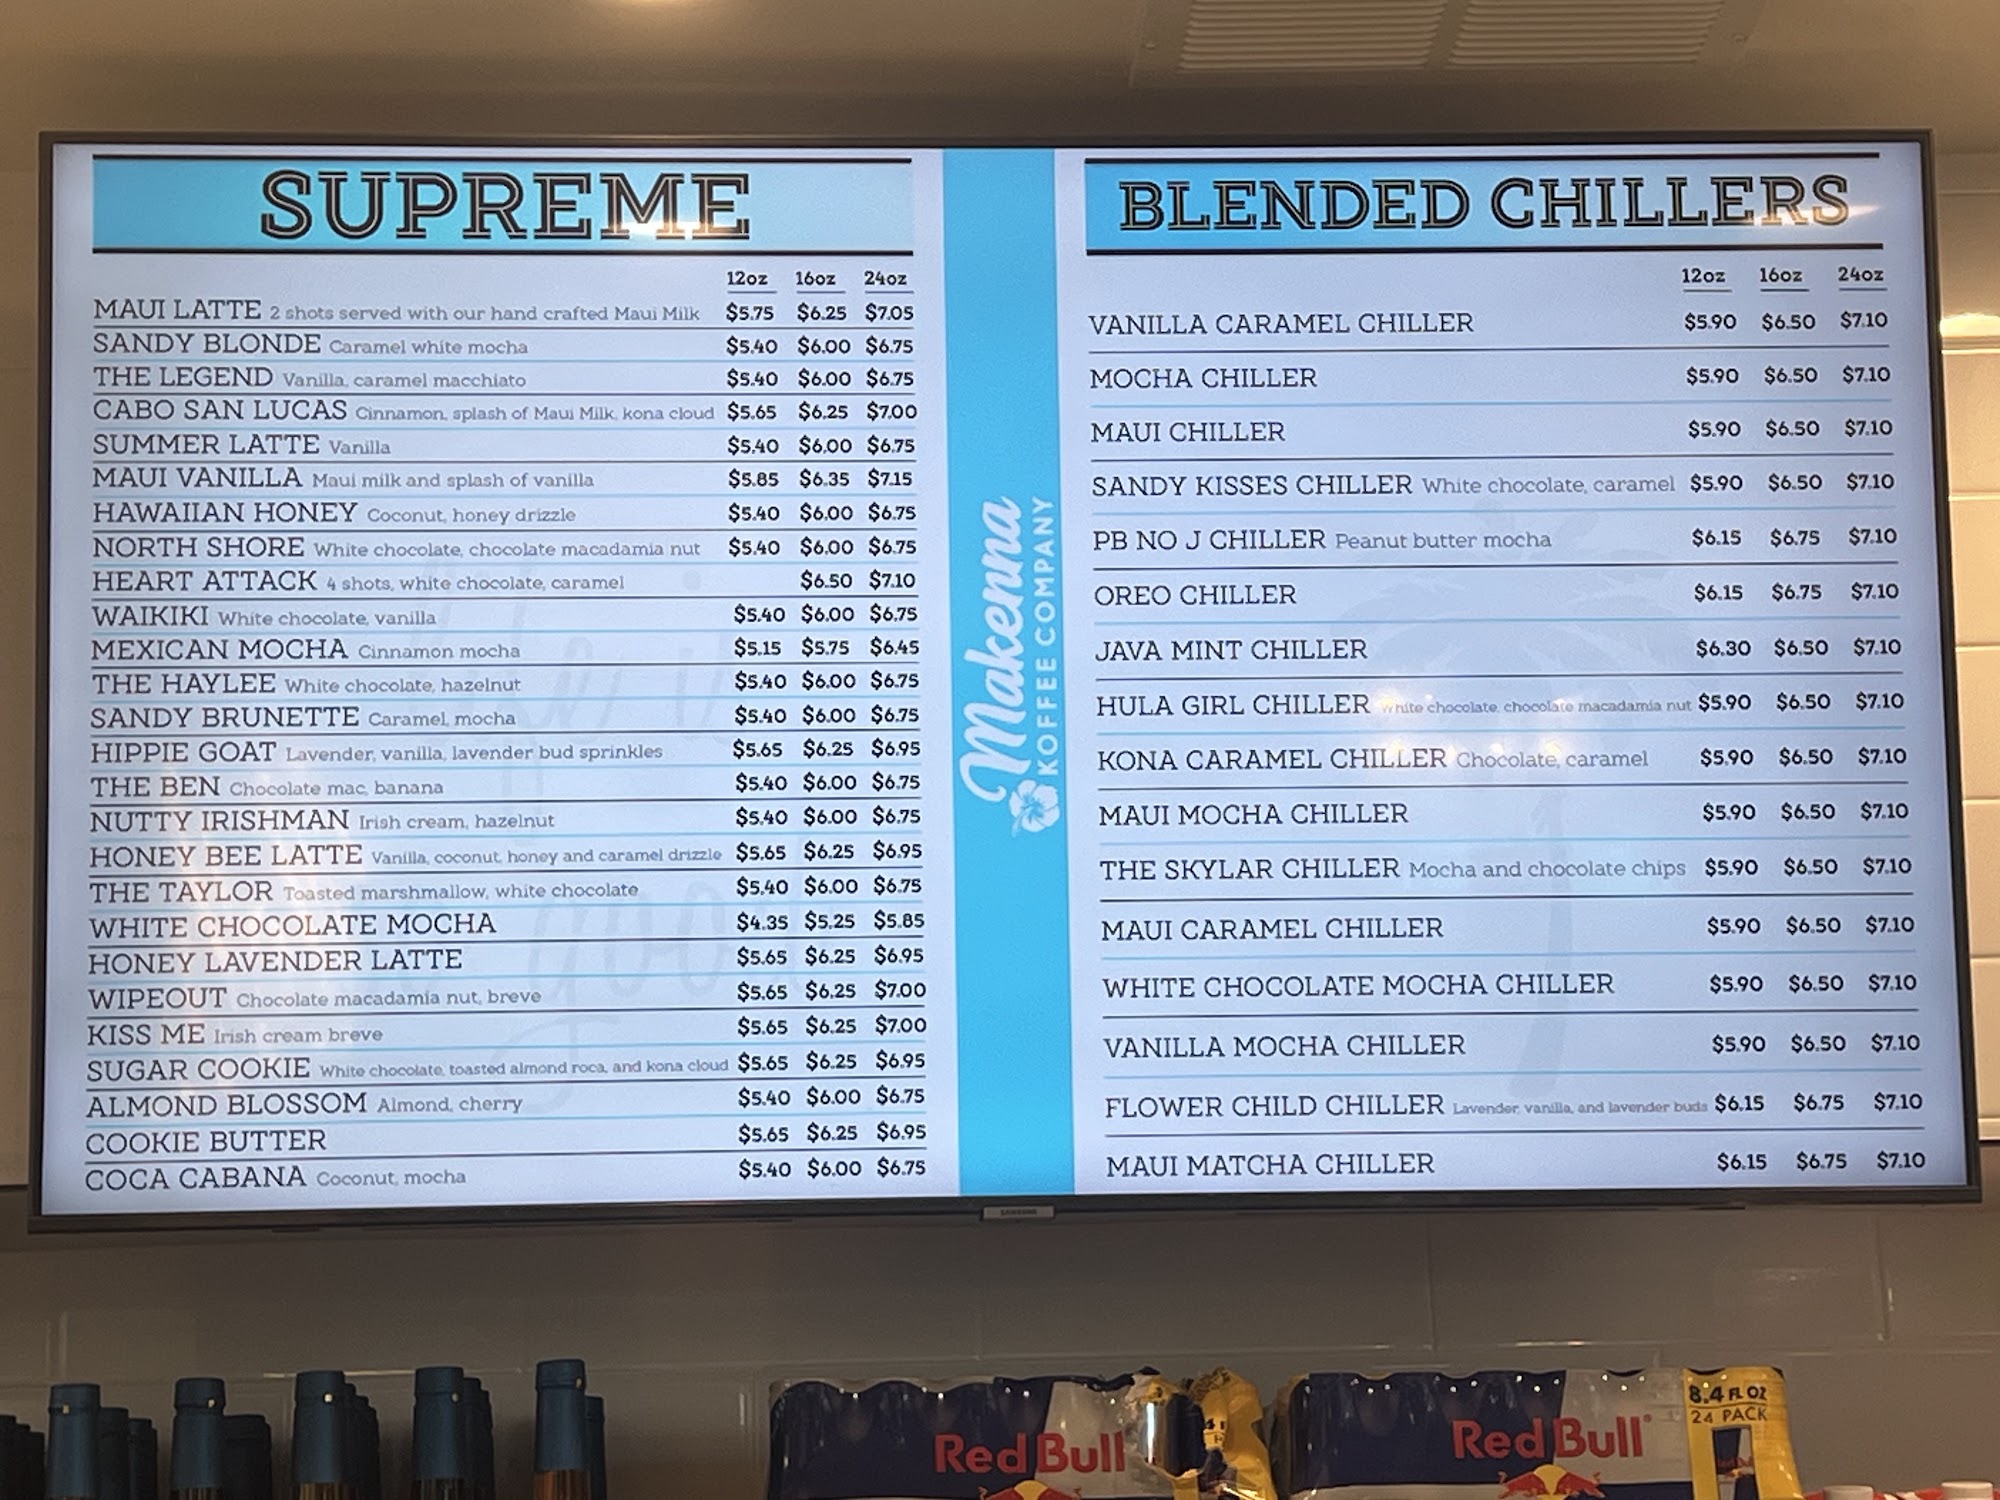 SUPREME
12oz 16oz 24oz
MAUI LATTE 2 shots served with our hand crafted Maui Milk $5.75 $6.25 $7.05
SANDY BLONDE Caramel white mocha $5.40 $6.00 $6.75
THE LEGEND Vanilla, caramel macchiato $5.40 $6.00 $6.75
CABO SAN LUCAS Cinnamon, splash of Maui Milk, kona cloud $5.65 $6.25 $7.00
SUMMER LATTE Vanilla $5.40 $6.00 $6.75
MAUI VANILLA Maui milk and splash of vanilla $5.85 $6.35 $7.15
HAWAIIAN HONEY Coconut, honey drizzle $5.40 $6.00 $6.75
NORTH SHORE White chocolate, chocolate macadamia nut $5.40 $6.00 $6.75
HEART ATTACK 4 shots, white chocolate, caramel $6.50 $7.10
WAIKIKI White chocolate, vanilla $5.40 $6.00 $6.75
MEXICAN MOCHA Cinnamon mocha $5.15 $5.75 $6.45
THE HAYLEE White chocolate, hazelnut $5.40 $6.00 $6.75
SANDY BRUNETTE Caramel, mocha $5.40 $6.00 $6.75
HIPPIE GOAT Lavender, vanilla, lavender bud sprinkles $5.65 $6.25 $6.95
THE BEN Chocolate mac, banana $5.40 $6.00 $6.75
NUTTY IRISHMAN Irish cream, hazelnut $5.40 $6.00 $6.75
HONEY BEE LATTE Vanilla, coconut, honey and caramel drizzle $5.65 $6.25 $6.95
THE TAYLOR Toasted marshmallow, white chocolate $5.40 $6.00 $6.75
WHITE CHOCOLATE MOCHA $4.35 $5.25 $5.85
HONEY LAVENDER LATTE $5.65 $6.25 $6.95
WIPEOUT Chocolate macadamia nut, breve $5.65 $6.25 $7.00
KISS ME Irish cream breve $5.65 $6.25 $7.00
SUGAR COOKIE White chocolate, toasted almond roca, and kona cloud $5.65 $6.25 $6.95
ALMOND BLOSSOM Almond, cherry $5.40 $6.00 $6.75
COOKIE BUTTER $5.65 $6.25 $6.95
COCA CABANA Coconut, mocha $5.40 $6.00 $6.75
Makenna
KOFFEE COMPANY
BLENDED CHILLERS
12oz 16oz 24oz
VANILLA CARAMEL CHILLER $5.90 $6.50 $7.10
MOCHA CHILLER $5.90 $6.50 $7.10
MAUI CHILLER $5.90 $6.50 $7.10
SANDY KISSES CHILLER White chocolate, caramel $5.90 $6.50 $7.10
PB NO J CHILLER Peanut butter mocha $6.15 $6.75 $7.10
OREO CHILLER $6.15 $6.75 $7.10
JAVA MINT CHILLER $6.30 $6.50 $7.10
HULA GIRL CHILLER White chocolate, chocolate macadamia nut $5.90 $6.50 $7.10
KONA CARAMEL CHILLER Chocolate, caramel $5.90 $6.50 $7.10
MAUI MOCHA CHILLER $5.90 $6.50 $7.10
THE SKYLAR CHILLER Mocha and chocolate chips $5.90 $6.50 $7.10
MAUI CARAMEL CHILLER $5.90 $6.50 $7.10
WHITE CHOCOLATE MOCHA CHILLER $5.90 $6.50 $7.10
VANILLA MOCHA CHILLER $5.90 $6.50 $7.10
FLOWER CHILD CHILLER Lavender, vanilla, and lavender buds $6.15 $6.75 $7.10
MAUI MATCHA CHILLER $6.15 $6.75 $7.10
SAMSUNG
Red Bull
Red Bull
8.4 FL OZ
24 PACK